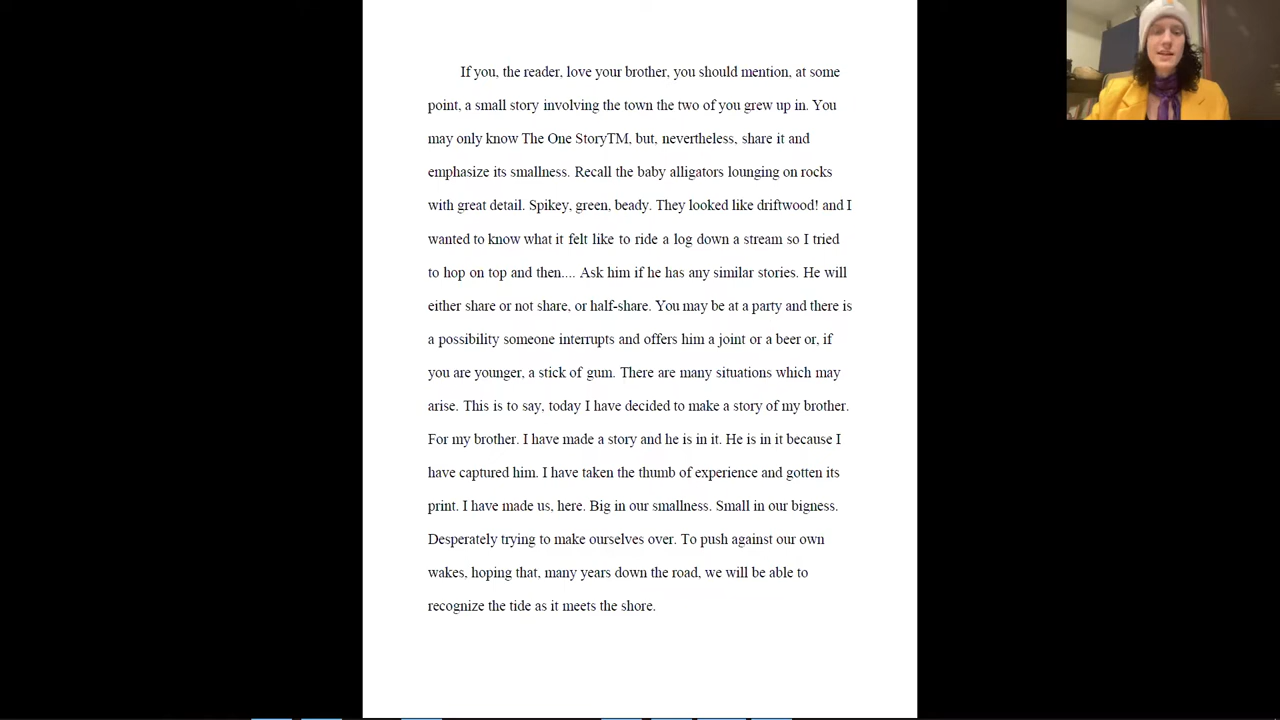 If you, the reader, love your brother, you should mention, at some
point, a small story involving the town the two of you grew up in. You
may only know The One StoryTM, but, nevertheless, share it and
emphasize its smallness. Recall the baby alligators lounging on rocks
with great detail. Spikey, green, beady. They looked like driftwood! and I
wanted to know what it felt like to ride a log down a stream so I tried
to hop on top and then.... Ask him if he has any similar stories. He will
either share or not share, or half-share. You may be at a party and there is
a possibility someone interrupts and offers him a joint or a beer or, if
you are younger, a stick of gum. There are many situations which may
arise. This is to say, today I have decided to make a story of my brother.
For my brother. I have made a story and he is in it. He is in it because I
have captured him. I have taken the thumb of experience and gotten its
print. I have made us, here. Big in our smallness. Small in our bigness.
Desperately trying to make ourselves over. To push against our own
wakes, hoping that, many years down the road, we will be able to
recognize the tide as it meets the shore.